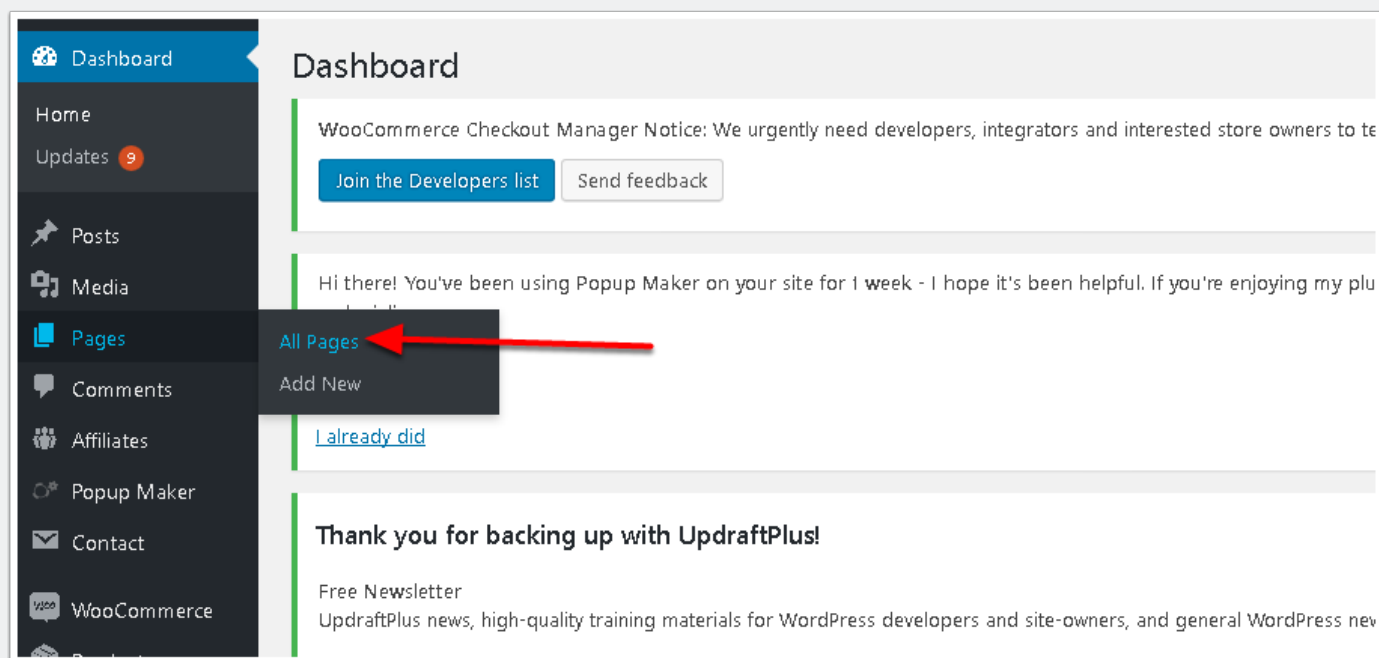 Dashboard
Home
Updates 9
Posts
Media
Pages
Comments
Affiliates
Popup Maker
Contact
WooCommerce
All Pages
Add New
Dashboard
WooCommerce Checkout Manager Notice: We urgently need developers, integrators and interested store owners to te
Join the Developers list Send feedback
Hi there! You've been using Popup Maker on your site for 1 week - I hope it's been helpful. If you're enjoying my plu
I already did
Thank you for backing up with UpdraftPlus!
Free Newsletter
UpdraftPlus news, high-quality training materials for WordPress developers and site-owners, and general WordPress nev